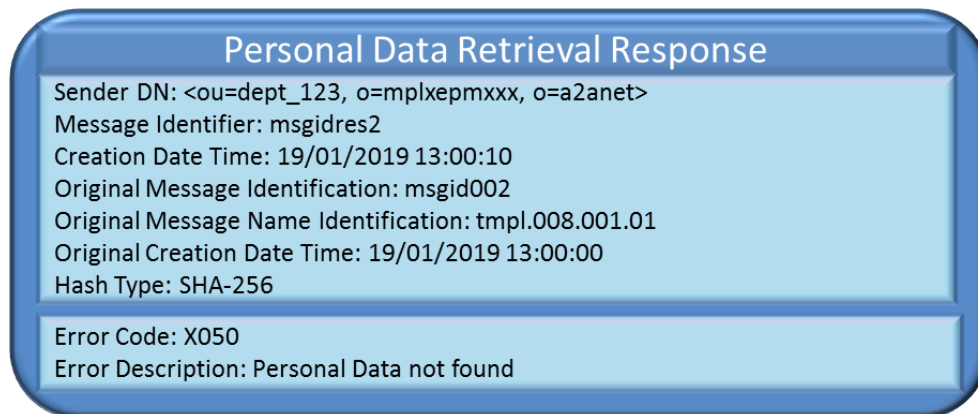 Personal Data Retrieval Response
Sender DN: <ou=dept_123, o=mplxepmxxx, o=a2anet>
Message Identifier: msgidres2
Creation Date Time: 19/01/2019 13:00:10
Original Message Identification: msgid002
Original Message Name Identification: tmpl.008.001.01
Original Creation Date Time: 19/01/2019 13:00:00
Hash Type: SHA-256
Error Code: X050
Error Description: Personal Data not found